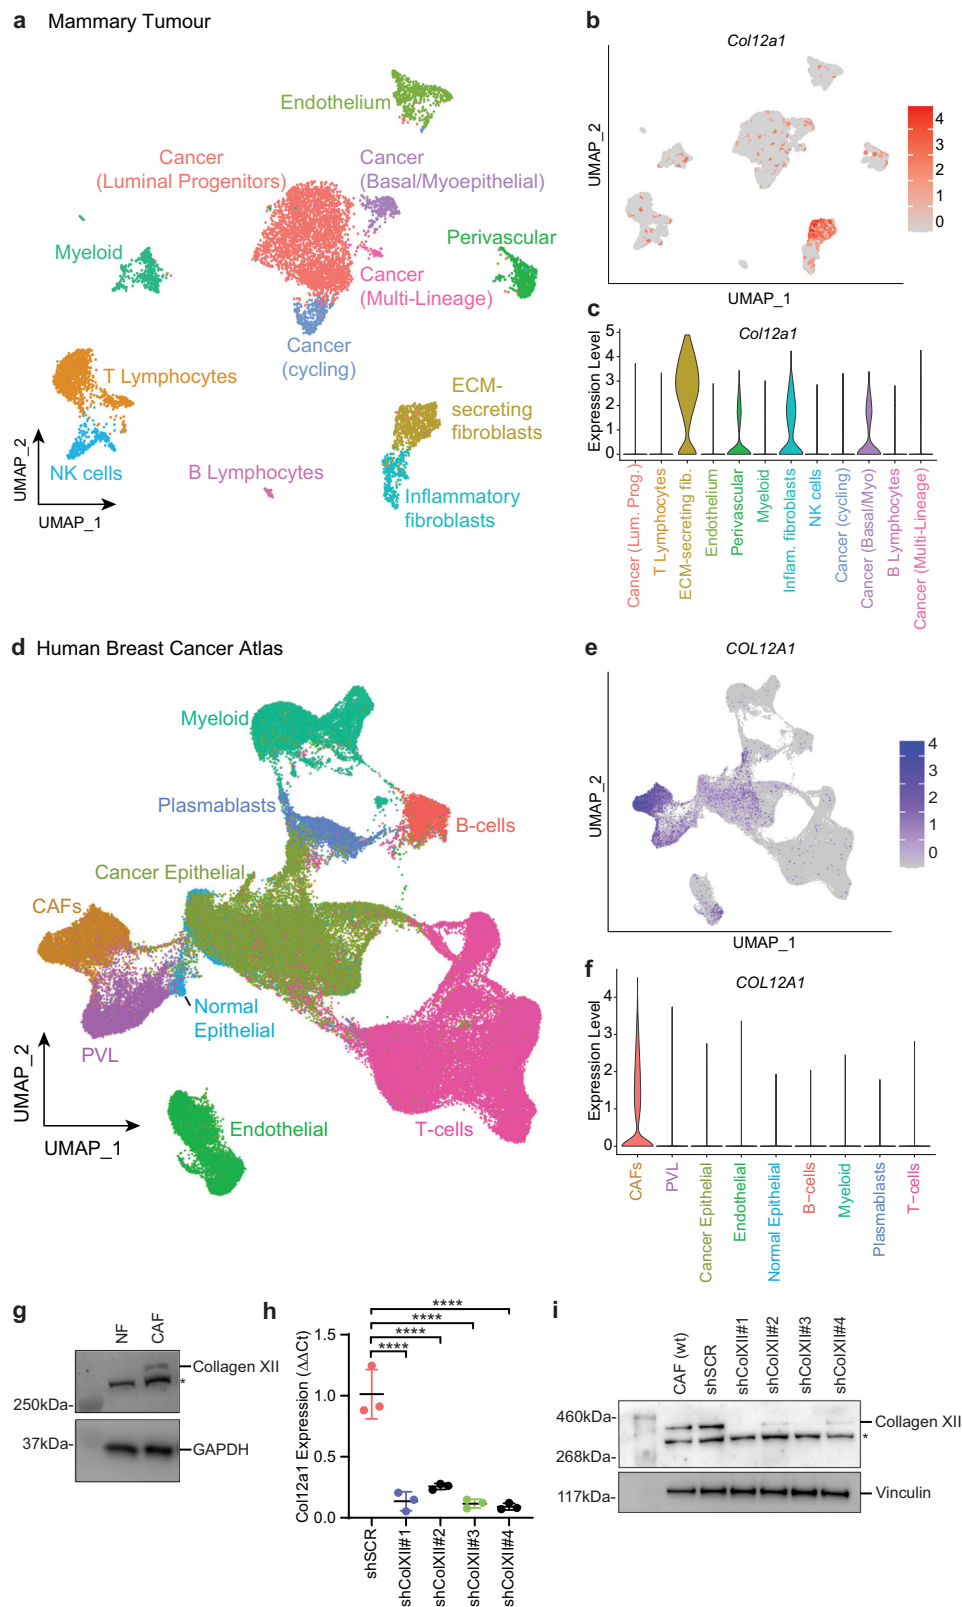 a Mammary Tumour
Endothelium
Cancer
(Luminal Progenitors)
Cancer
(Basal/Myoepithelial)
Myeloid
Perivascular
Cancer
(Multi-Lineage)
Cancer
(cycling)
T Lymphocytes
ECM-
secreting
fibroblasts
NK cells
B Lymphocytes
Inflammatory
fibroblasts
UMAP_2
UMAP_1
b
Col12a1
UMAP_2
UMAP_1
4
3
2
1
0
c
Col12a1
Expression Level
5
4
3
2
1
0
Cancer (Lum. Prog.)
T Lymphocytes
ECM-secreting fib.
Endothelium
Perivascular
Myeloid
Inflam. fibroblasts
NK cells
Cancer (cycling)
Cancer (Basal/Myo)
B Lymphocytes
Cancer (Multi-Lineage)
d Human Breast Cancer Atlas
Myeloid
Plasmablasts
B-cells
Cancer Epithelial
CAFs
Normal
Epithelial
PVL
Endothelial
T-cells
UMAP_2
UMAP_1
e
COL12A1
UMAP_2
UMAP_1
4
3
2
1
0
f
COL12A1
Expression Level
4
3
2
1
0
CAFs
PVL
Cancer Epithelial
Endothelial
Normal Epithelial
B-cells
Myeloid
Plasmablasts
T-cells
g
NF
CAF
Collagen XII
*
250kDa-
37kDa-
GAPDH
h
****
****
****
****
Col12a1 Expression (ΔΔCt)
1.5
1.0
0.5
0.0
shSCR
shColXII#1
shColXII#2
shColXII#3
shColXII#4
i
CAF (wt)
shSCR
shColXII#1
shColXII#2
shColXII#3
shColXII#4
460kDa-
Collagen XII
*
268kDa-
117kDa-
Vinculin